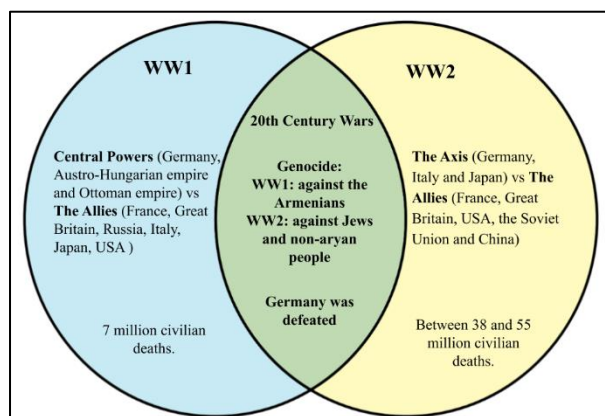 WW1
Central Powers (Germany,
Austro-Hungarian empire
and Ottoman empire) vs
The Allies (France, Great
Britain, Russia, Italy,
Japan, USA )
7 million civilian
deaths.
20th Century Wars
Genocide:
WW1: against the
Armenians
WW2: against Jews
and non-aryan
people
Germany was
defeated
WW2
The Axis (Germany,
Italy and Japan) vs The
Allies (France, Great
Britain, USA, the Soviet
Union and China)
Between 38 and 55
million civilian
deaths.